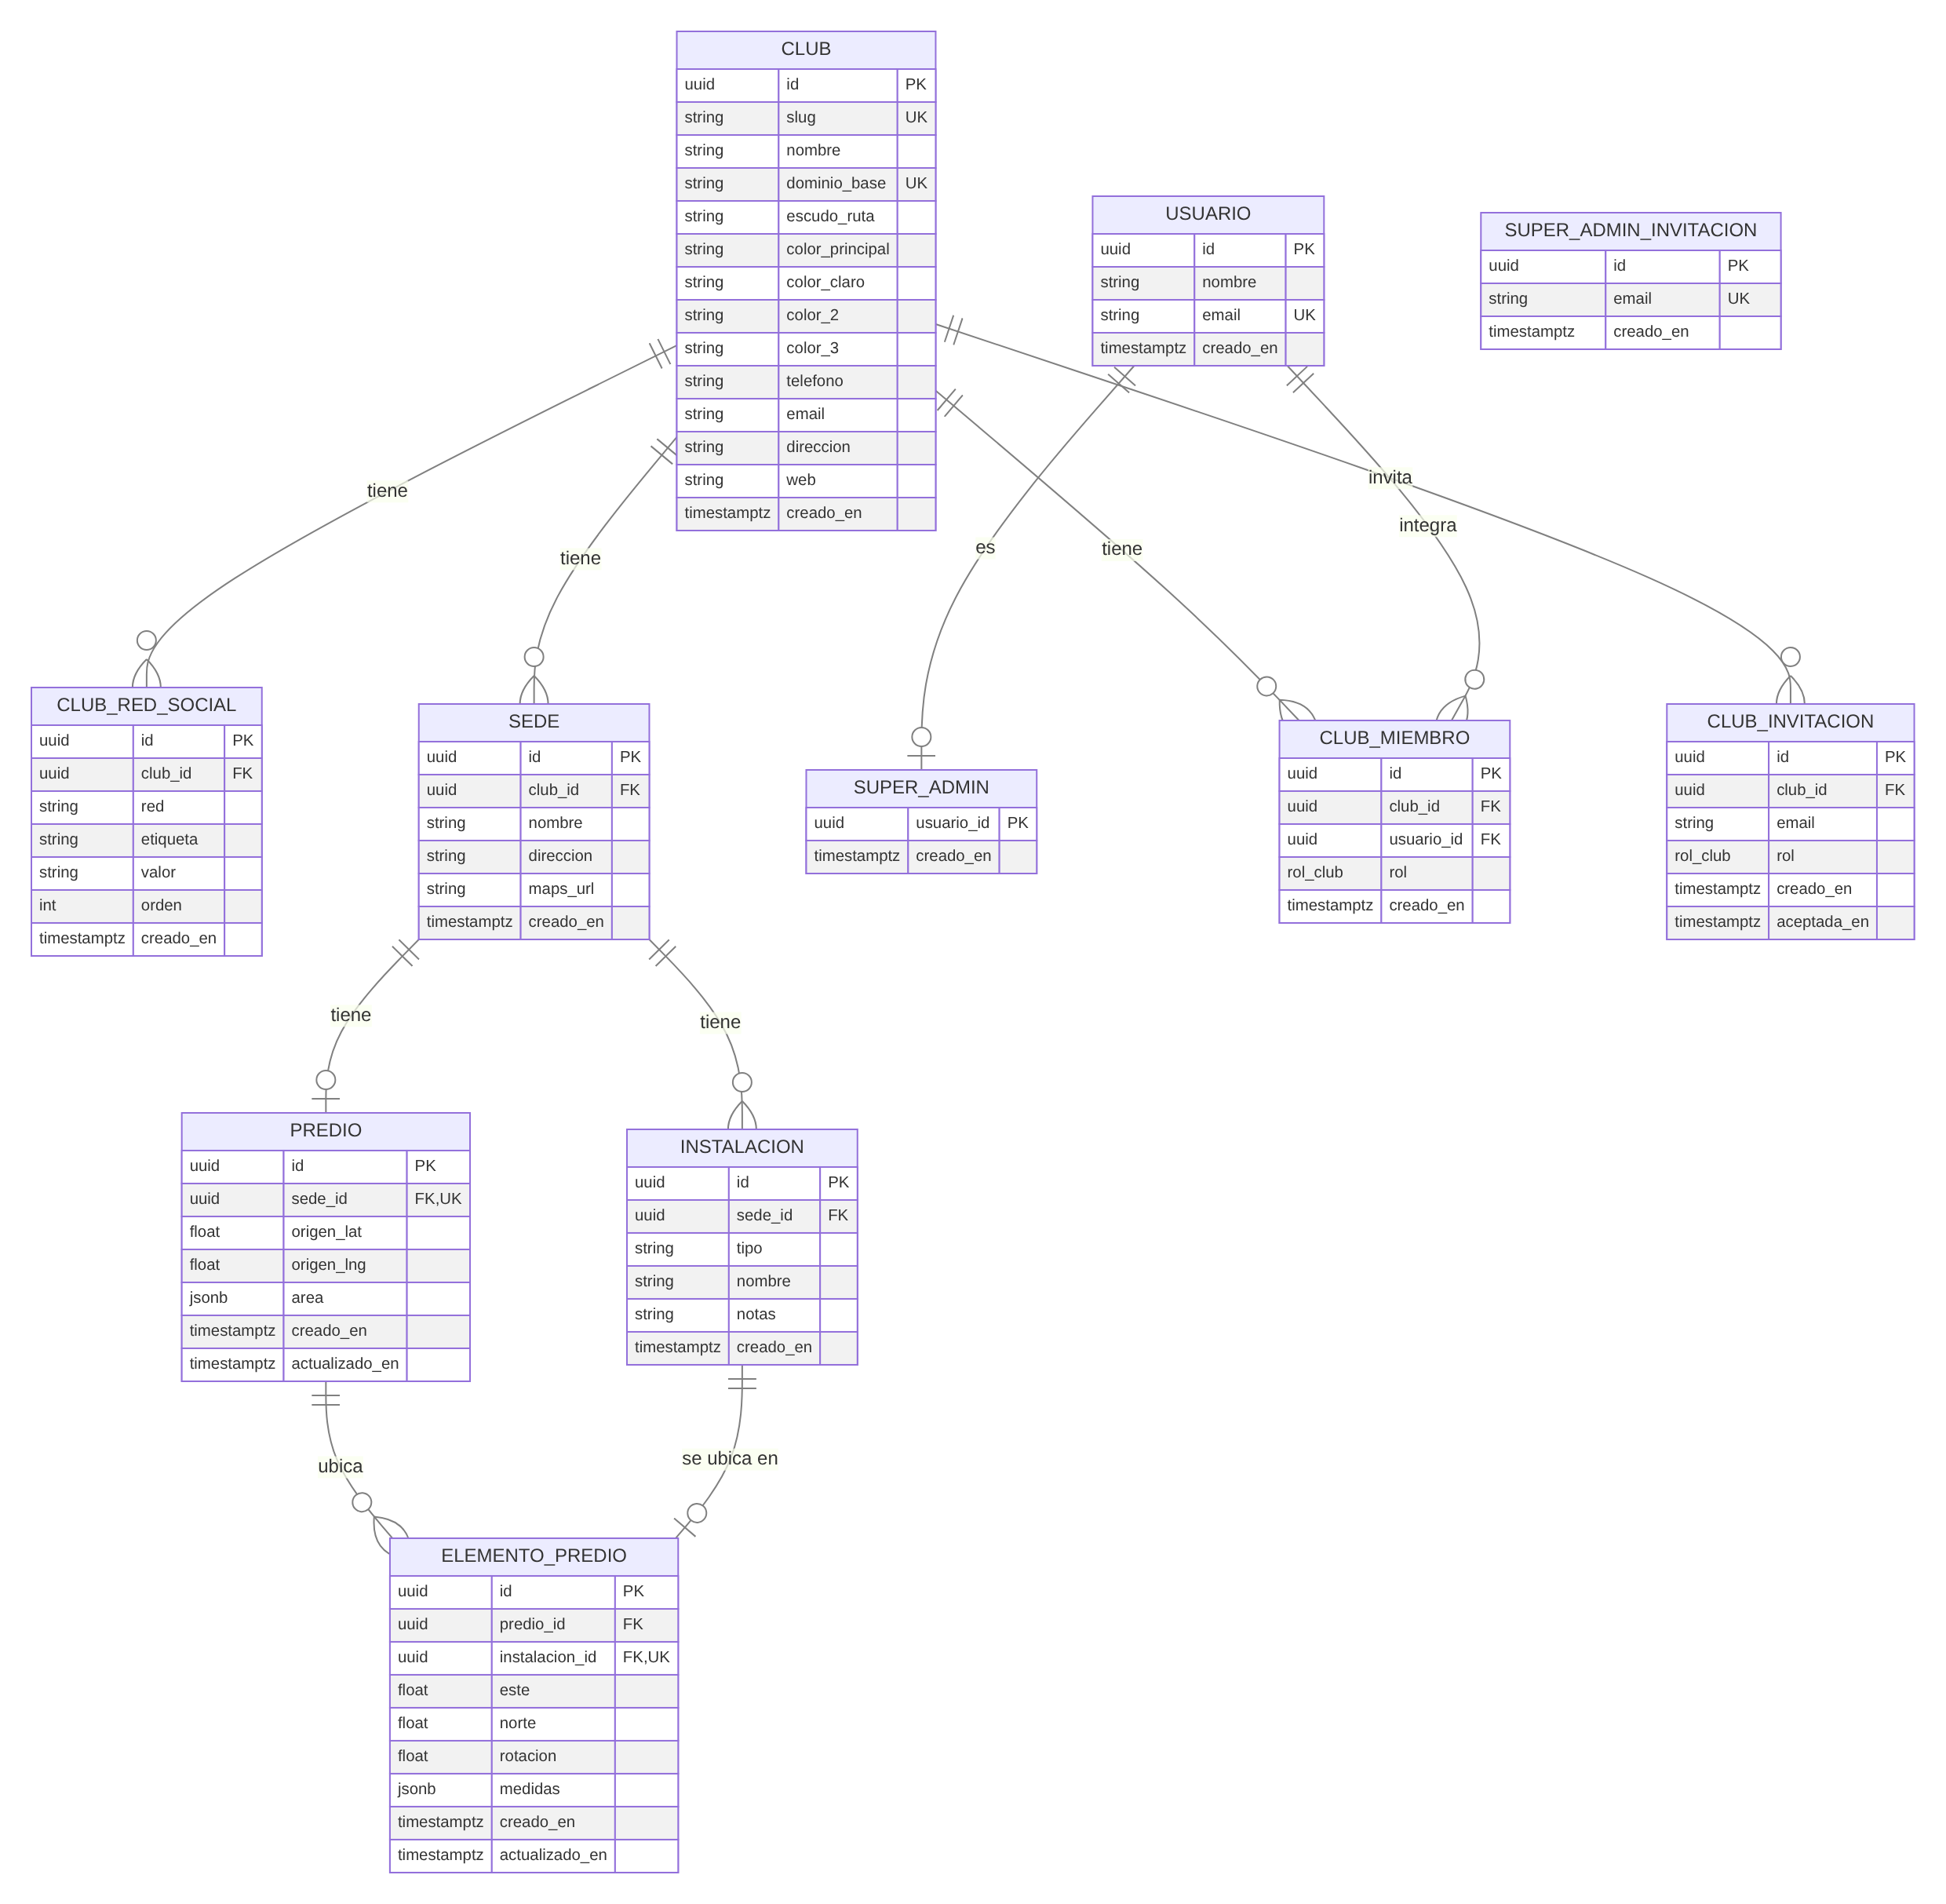 CLUB
uuid id PK
string slug UK
string nombre
string dominio_base UK
string escudo_ruta
string color_principal
string color_claro
string color_2
string color_3
string telefono
string email
string direccion
string web
timestamptz creado_en
USUARIO
uuid id PK
string nombre
string email UK
timestamptz creado_en
SUPER_ADMIN_INVITACION
uuid id PK
string email UK
timestamptz creado_en
tiene
tiene
es
tiene
invita
integra
CLUB_RED_SOCIAL
uuid id PK
uuid club_id FK
string red
string etiqueta
string valor
int orden
timestamptz creado_en
SEDE
uuid id PK
uuid club_id FK
string nombre
string direccion
string maps_url
timestamptz creado_en
SUPER_ADMIN
uuid usuario_id PK
timestamptz creado_en
CLUB_MIEMBRO
uuid id PK
uuid club_id FK
uuid usuario_id FK
rol_club rol
timestamptz creado_en
CLUB_INVITACION
uuid id PK
uuid club_id FK
string email
rol_club rol
timestamptz creado_en
timestamptz aceptada_en
tiene
tiene
PREDIO
uuid id PK
uuid sede_id FK,UK
float origen_lat
float origen_lng
jsonb area
timestamptz creado_en
timestamptz actualizado_en
INSTALACION
uuid id PK
uuid sede_id FK
string tipo
string nombre
string notas
timestamptz creado_en
ubica
se ubica en
ELEMENTO_PREDIO
uuid id PK
uuid predio_id FK
uuid instalacion_id FK,UK
float este
float norte
float rotacion
jsonb medidas
timestamptz creado_en
timestamptz actualizado_en